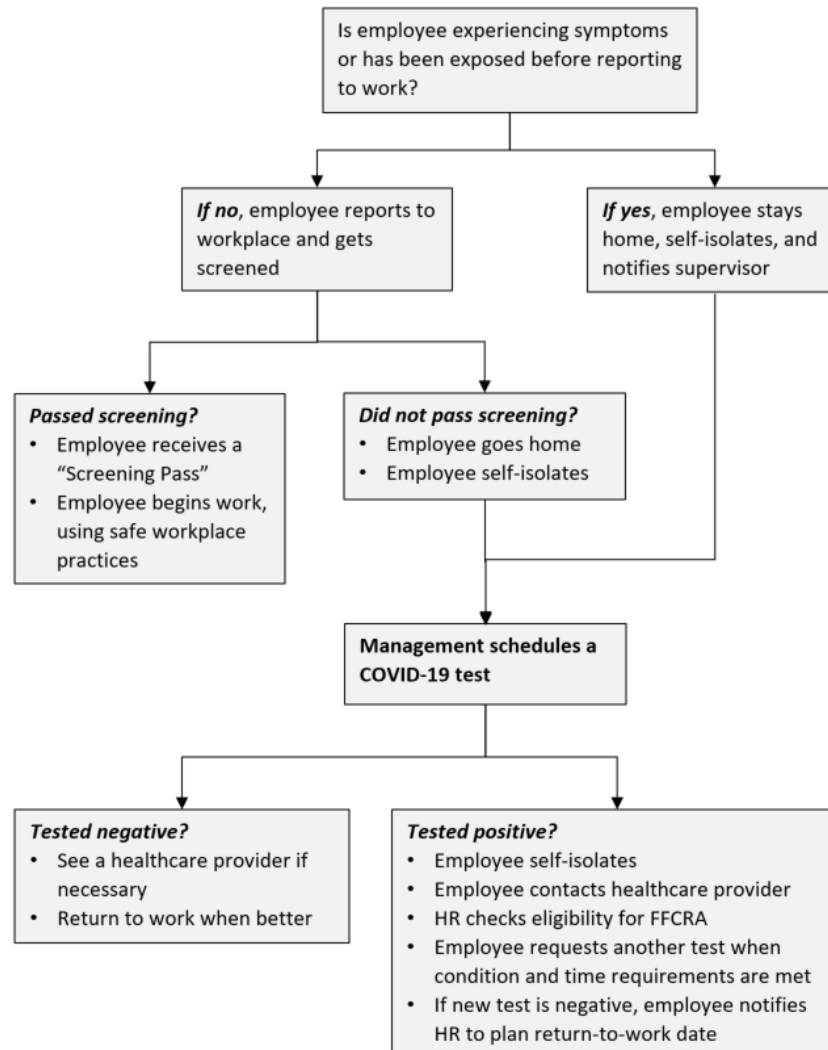 Is employee experiencing symptoms
or has been exposed before reporting
to work?
If no, employee reports to
workplace and gets
screened
If yes, employee stays
home, self-isolates, and
notifies supervisor
Passed screening?
• Employee receives a
“Screening Pass”
• Employee begins work,
using safe workplace
practices
Did not pass screening?
• Employee goes home
• Employee self-isolates
Management schedules a
COVID-19 test
Tested negative?
• See a healthcare provider if
necessary
• Return to work when better
Tested positive?
• Employee self-isolates
• Employee contacts healthcare provider
• HR checks eligibility for FFCRA
• Employee requests another test when
condition and time requirements are met
• If new test is negative, employee notifies
HR to plan return-to-work date